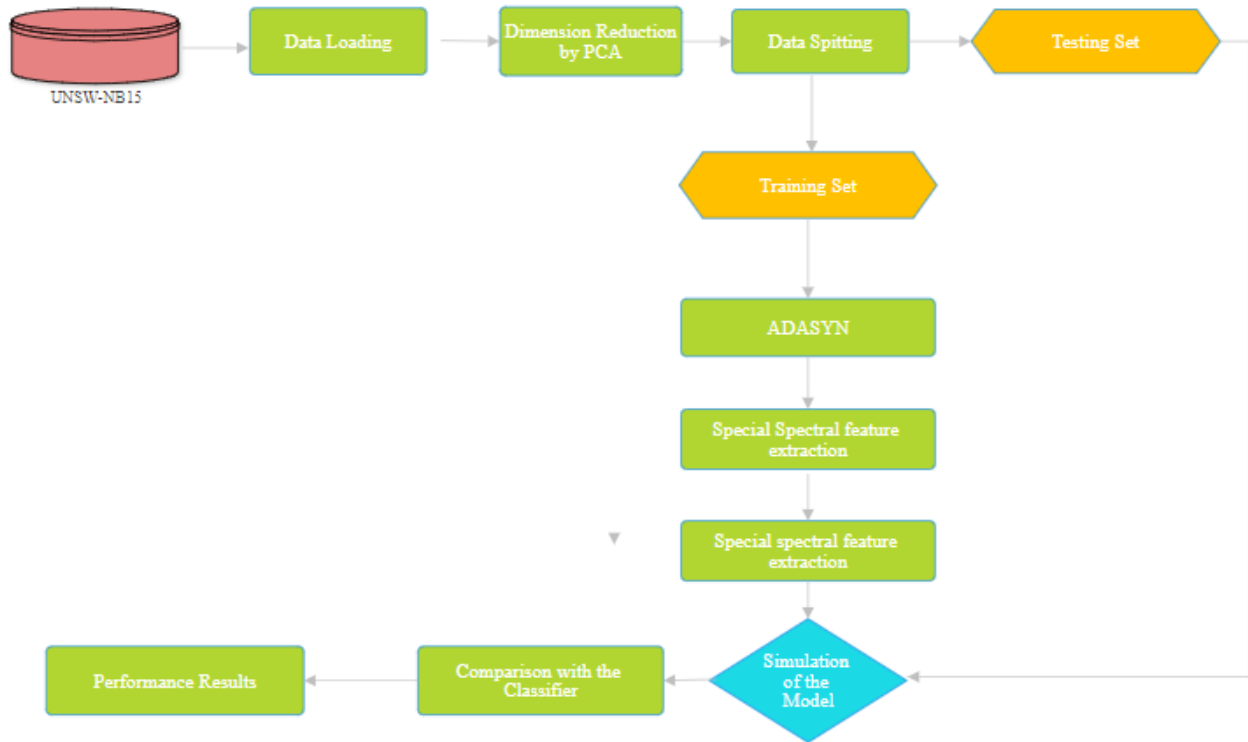 Data Loading
Dimension Reduction
by PCA
Data Spitting
Testing Set
UNSW-NB15
Training Set
ADASYN
Special Spectral feature
extraction
Special spectral feature
extraction
Simulation
of the
Model
Comparison with the
Classifier
Performance Results